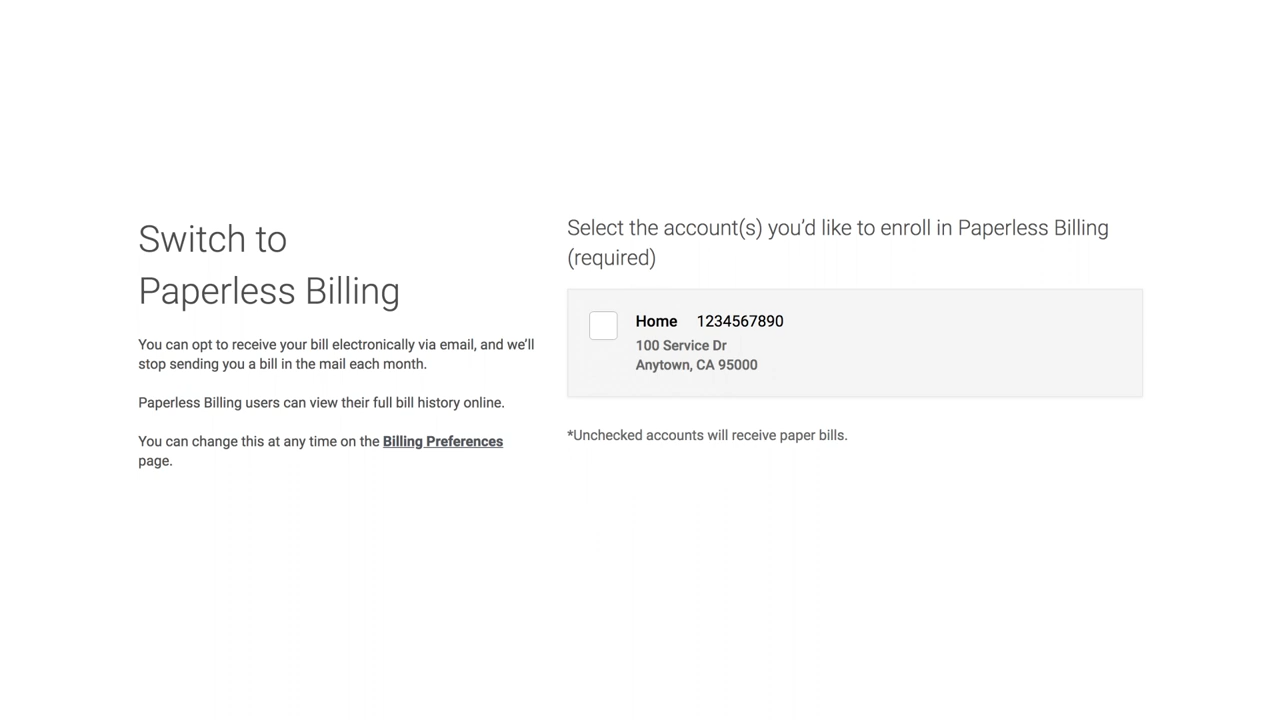 Switch to
Paperless Billing
You can opt to receive your bill electronically via email, and we'll
stop sending you a bill in the mail each month.
Paperless Billing users can view their full bill history online.
You can change this at any time on the Billing Preferences
page.
Select the account(s) you'd like to enroll in Paperless Billing
(required)
Home 1234567890
100 Service Dr
Anytown, CA 95000
*Unchecked accounts will receive paper bills.